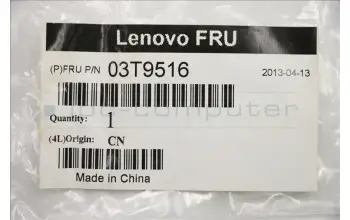 Lenovo FRU
(P)FRU P/N 03T9516 2013-04-13
Quantity: 1
(4L)Origin: CN
Made in China